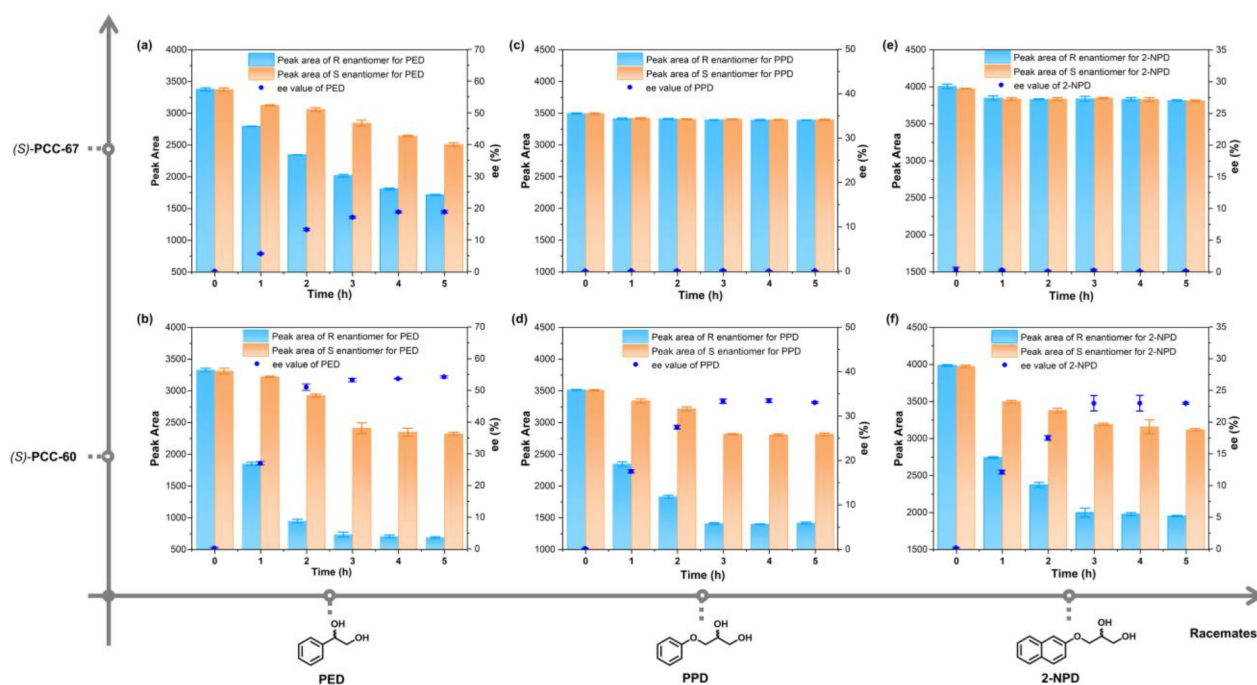 (S)-PCC-67
(S)-PCC-60
(a)
Peak area of R enantiomer for PED
Peak area of S enantiomer for PED
ee value of PED
Peak Area
4000
3500
3000
2500
2000
1500
1000
500
70
60
50
40
30
20
10
0
ee (%)
0 1 2 3 4 5
Time (h)
(c)
Peak area of R enantiomer for PPD
Peak area of S enantiomer for PPD
ee value of PPD
Peak Area
4500
4000
3500
3000
2500
2000
1500
1000
50
40
30
20
10
0
ee (%)
0 1 2 3 4 5
Time (h)
(e)
Peak area of R enantiomer for 2-NPD
Peak area of S enantiomer for 2-NPD
ee value of 2-NPD
Peak Area
4500
4000
3500
3000
2500
2000
1500
35
30
25
20
15
10
5
0
ee (%)
0 1 2 3 4 5
Time (h)
(b)
Peak area of R enantiomer for PED
Peak area of S enantiomer for PED
ee value of PED
Peak Area
4000
3500
3000
2500
2000
1500
1000
500
70
60
50
40
30
20
10
0
ee (%)
0 1 2 3 4 5
Time (h)
(d)
Peak area of R enantiomer for PPD
Peak area of S enantiomer for PPD
ee value of PPD
Peak Area
4500
4000
3500
3000
2500
2000
1500
1000
50
40
30
20
10
0
ee (%)
0 1 2 3 4 5
Time (h)
(f)
Peak area of R enantiomer for 2-NPD
Peak area of S enantiomer for 2-NPD
ee value of 2-NPD
Peak Area
4500
4000
3500
3000
2500
2000
1500
35
30
25
20
15
10
5
0
ee (%)
0 1 2 3 4 5
Time (h)
OH
OH
PED
O
OH
OH
PPD
O
OH
OH
2-NPD
Racemates